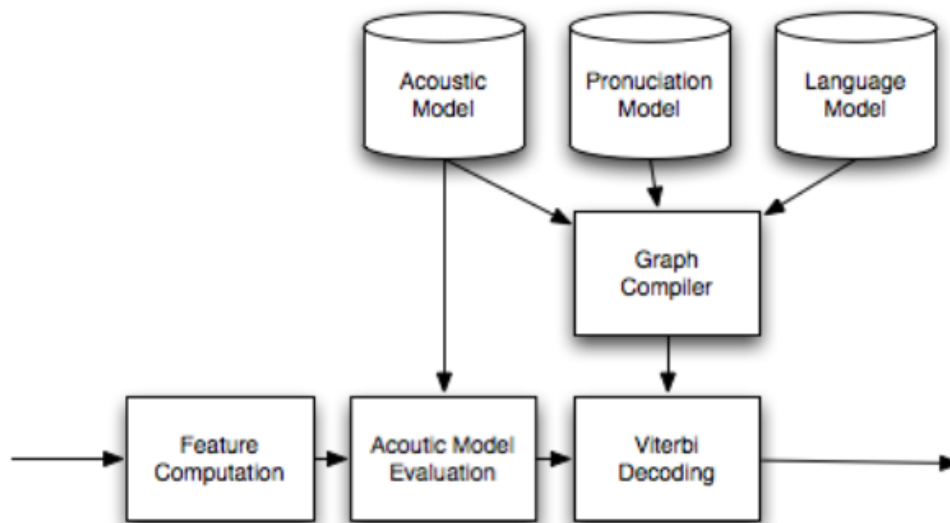 Acoustic
Model
Pronuciation
Model
Language
Model
Graph
Compiler
Feature
Computation
Acoutic Model
Evaluation
Viterbi
Decoding